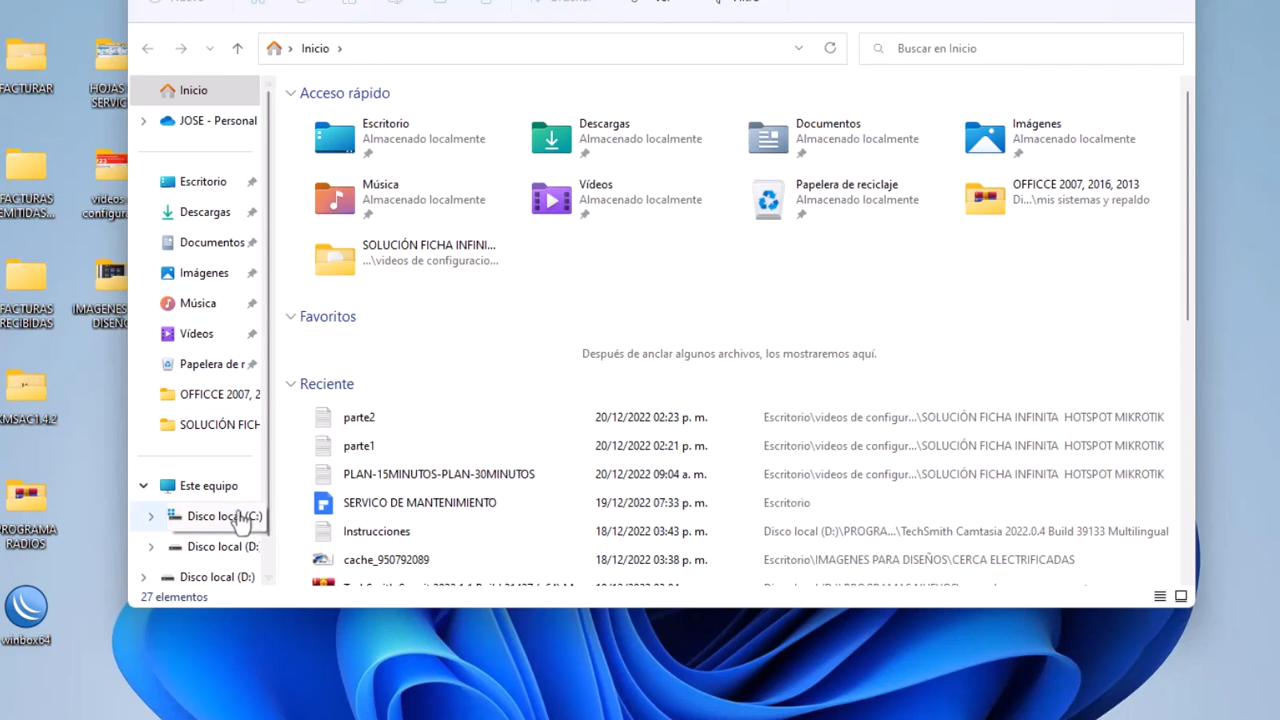 Inicio
Buscar en Inicio
FACTURAR
HOJAS
SERVIC
FACTURAS
EMITIDAS...
videos
configura
FACTURAS
RECIBIDAS
IMAGENES
DISEÑO
XMSAC1.4.2
PROGRAMA
RADIOS
winbox64
Inicio
JOSE - Personal
Escritorio
Descargas
Documentos
Imágenes
Música
Vídeos
Papelera de r
OFFICCE 2007, 2
SOLUCIÓN FICH
Este equipo
Disco local (C:)
Disco local (D:)
Disco local (D:)
Acceso rápido
Escritorio
Almacenado localmente
Descargas
Almacenado localmente
Documentos
Almacenado localmente
Imágenes
Almacenado localmente
Música
Almacenado localmente
Vídeos
Almacenado localmente
Papelera de reciclaje
Almacenado localmente
OFFICCE 2007, 2016, 2013
Di...\mis sistemas y repaldo
SOLUCIÓN FICHA INFINI...
...\videos de configuracio...
Favoritos
Después de anclar algunos archivos, los mostraremos aquí.
Reciente
parte2 20/12/2022 02:23 p. m. Escritorio\videos de configur...\SOLUCIÓN FICHA INFINITA HOTSPOT MIKROTIK
parte1 20/12/2022 02:21 p. m. Escritorio\videos de configur...\SOLUCIÓN FICHA INFINITA HOTSPOT MIKROTIK
PLAN-15MINUTOS-PLAN-30MINUTOS 20/12/2022 09:04 a. m. Escritorio\videos de configur...\SOLUCIÓN FICHA INFINITA HOTSPOT MIKROTIK
SERVICO DE MANTENIMIENTO 19/12/2022 07:33 p. m. Escritorio
Instrucciones 18/12/2022 03:43 p. m. Disco local (D:)\PROGRA...\TechSmith Camtasia 2022.0.4 Build 39133 Multilingual
cache_950792089 18/12/2022 03:38 p. m. Escritorio\IMAGENES PARA DISEÑOS\CERCA ELECTRIFICADAS
27 elementos